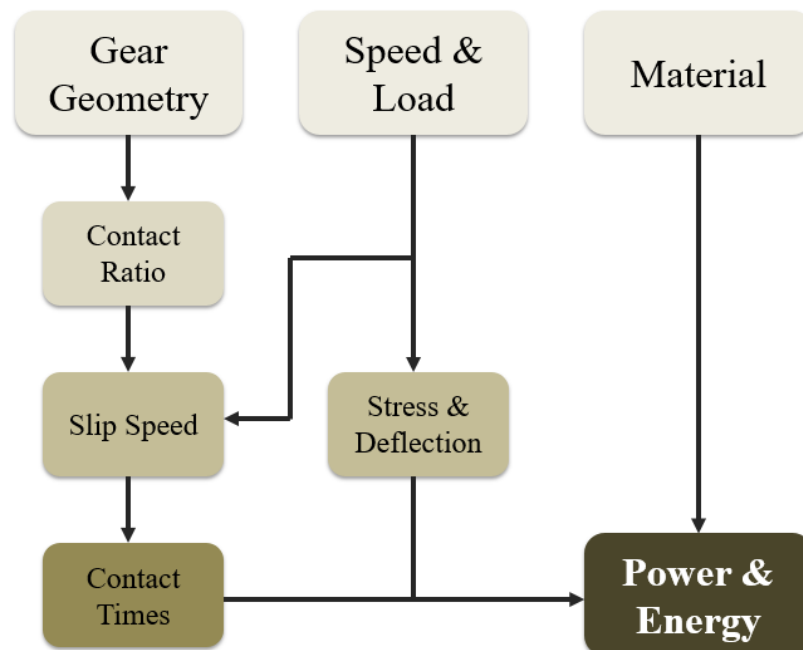 Gear
Geometry
Speed &
Load
Material
Contact
Ratio
Slip Speed
Stress &
Deflection
Contact
Times
Power &
Energy